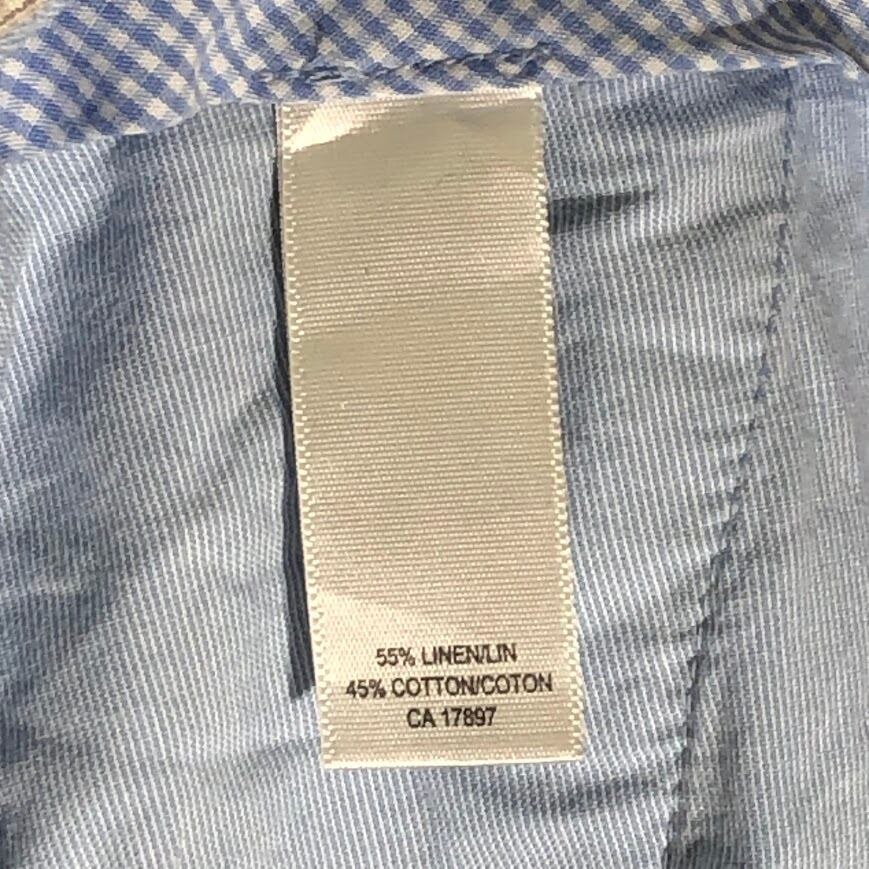 55% LINEN/LIN
45% COTTON/COTON
CA 17897